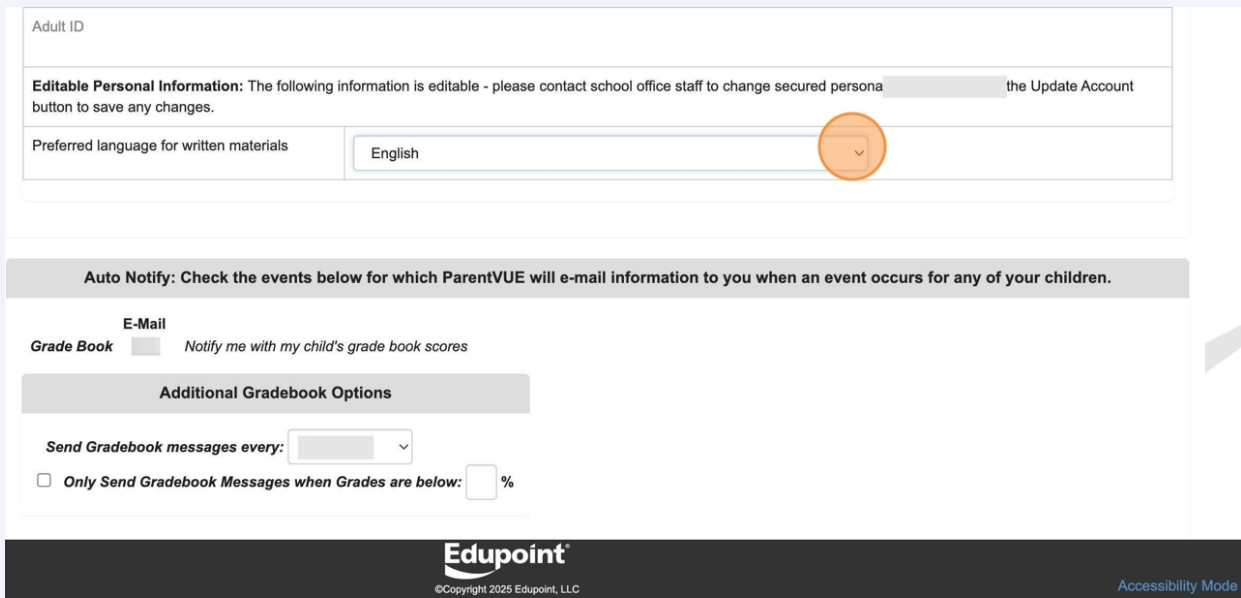 Adult ID
Editable Personal Information: The following information is editable - please contact school office staff to change secured persona the Update Account
button to save any changes.
Preferred language for written materials
English
Auto Notify: Check the events below for which ParentVUE will e-mail information to you when an event occurs for any of your children.
E-Mail
Grade Book Notify me with my child's grade book scores
Additional Gradebook Options
Send Gradebook messages every:
Only Send Gradebook Messages when Grades are below: %
Edupoint
©Copyright 2025 Edupoint, LLC
Accessibility Mode